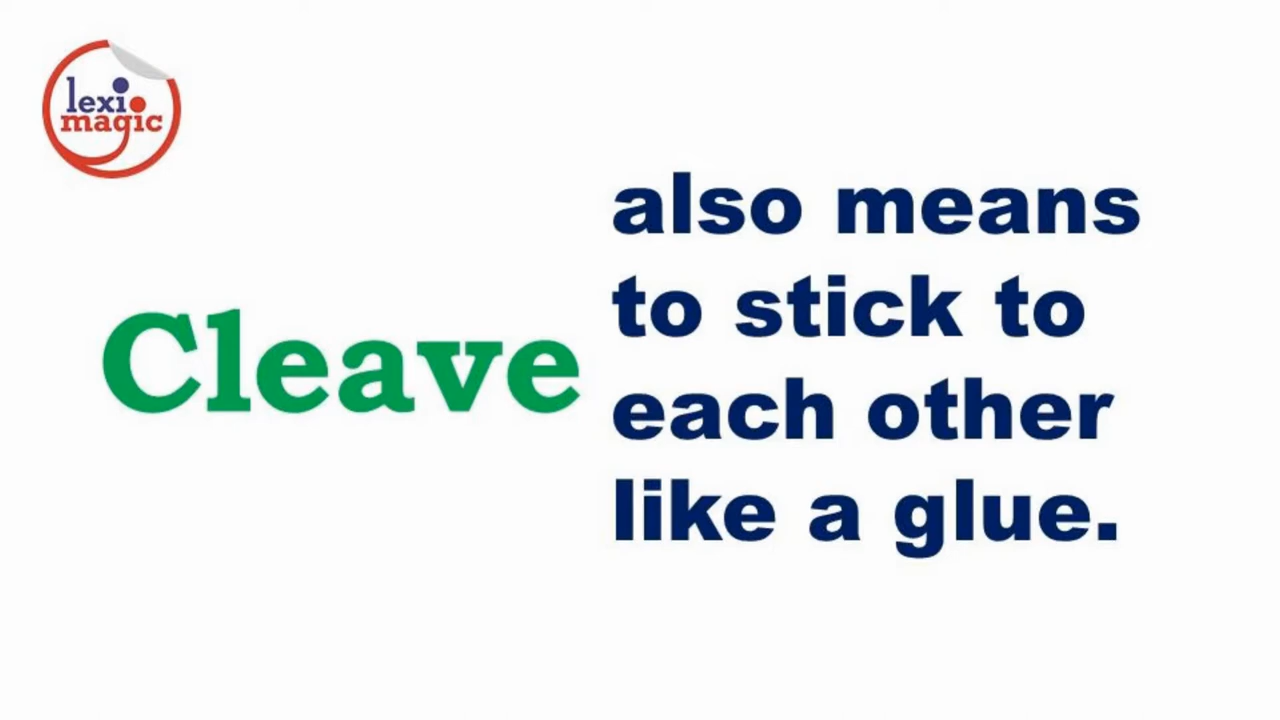 lexi
magic
Cleave
also means
to stick to
each other
like a glue.